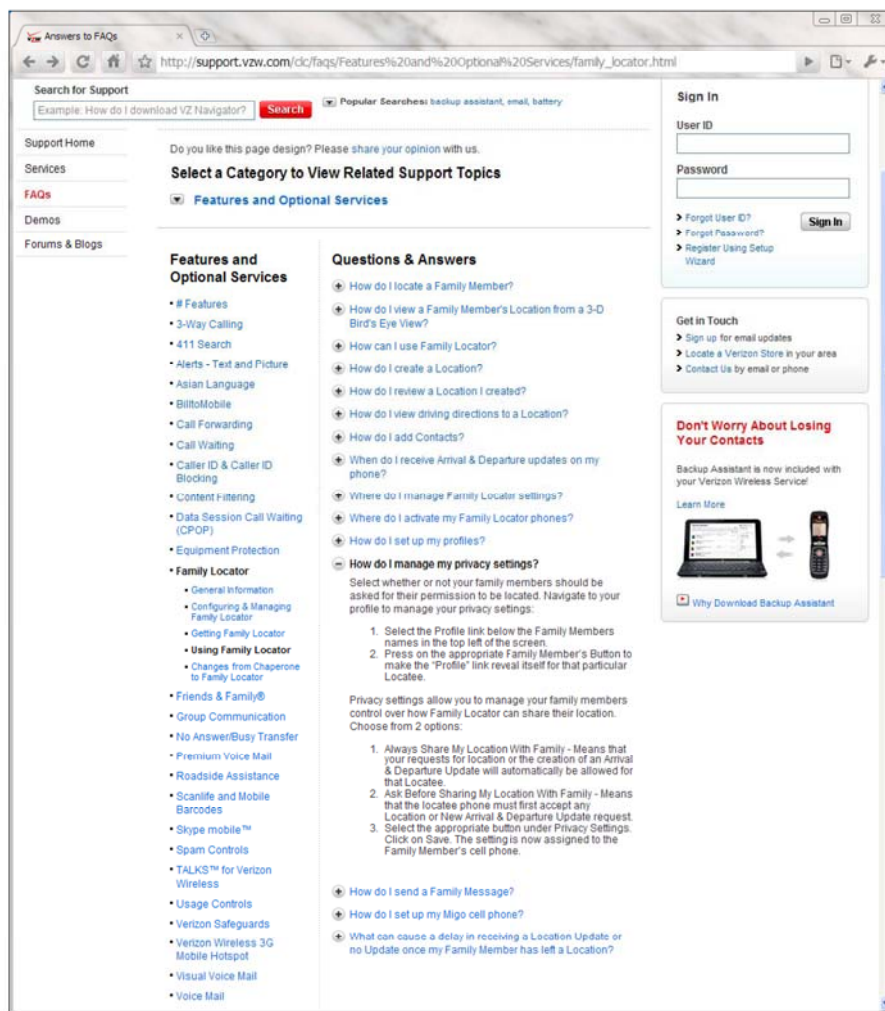 Answers to FAQs
http://support.vzw.com/clc/faqs/Features%20and%20Optional%20Services/family_locator.html
Search for Support
Example: How do I download VZ Navigator?
Search
Popular Searches: backup assistant, email, battery
Support Home
Services
FAQs
Demos
Forums & Blogs
Do you like this page design? Please share your opinion with us.
Select a Category to View Related Support Topics
Features and Optional Services
Features and
Optional Services
• # Features
• 3-Way Calling
• 411 Search
• Alerts - Text and Picture
• Asian Language
• BilltoMobile
• Call Forwarding
• Call Waiting
• Caller ID & Caller ID
Blocking
• Content Filtering
• Data Session Call Waiting
(CPOP)
• Equipment Protection
• Family Locator
• General Information
• Configuring & Managing
Family Locator
• Getting Family Locator
• Using Family Locator
• Changes from Chaperone
to Family Locator
• Friends & Family®
• Group Communication
• No Answer/Busy Transfer
• Premium Voice Mail
• Roadside Assistance
• Scanlife and Mobile
Barcodes
• Skype mobile™
• Spam Controls
• TALKS™ for Verizon
Wireless
• Usage Controls
• Verizon Safeguards
• Verizon Wireless 3G
Mobile Hotspot
• Visual Voice Mail
• Voice Mail
Questions & Answers
How do I locate a Family Member?
How do I view a Family Member's Location from a 3-D
Bird's Eye View?
How can I use Family Locator?
How do I create a Location?
How do I review a Location I created?
How do I view driving directions to a Location?
How do I add Contacts?
When do I receive Arrival & Departure updates on my
phone?
Where do I manage Family Locator settings?
Where do I activate my Family Locator phones?
How do I set up my profiles?
How do I manage my privacy settings?
Select whether or not your family members should be
asked for their permission to be located. Navigate to your
profile to manage your privacy settings:
1. Select the Profile link below the Family Members
names in the top left of the screen.
2. Press on the appropriate Family Member's Button to
make the "Profile" link reveal itself for that particular
Locatee.
Privacy settings allow you to manage your family members
control over how Family Locator can share their location.
Choose from 2 options:
1. Always Share My Location With Family - Means that
your requests for location or the creation of an Arrival
& Departure Update will automatically be allowed for
that Locatee.
2. Ask Before Sharing My Location With Family - Means
that the locatee phone must first accept any
Location or New Arrival & Departure Update request.
3. Select the appropriate button under Privacy Settings.
Click on Save. The setting is now assigned to the
Family Member's cell phone.
How do I send a Family Message?
How do I set up my Migo cell phone?
What can cause a delay in receiving a Location Update or
no Update once my Family Member has left a Location?
Sign In
User ID
Password
Forgot User ID?
Forgot Password?
Register Using Setup
Wizard
Sign In
Get in Touch
Sign up for email updates
Locate a Verizon Store in your area
Contact Us by email or phone
Don't Worry About Losing
Your Contacts
Backup Assistant is now included with
your Verizon Wireless Service!
Learn More
Why Download Backup Assistant